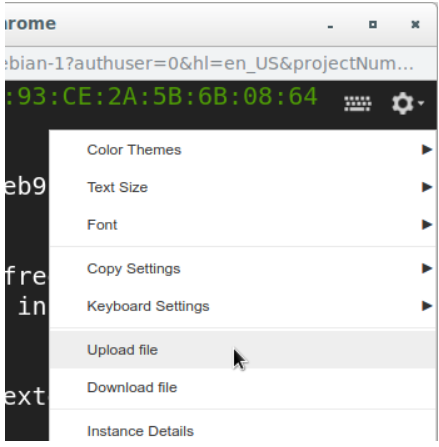 rome
ebian-1?authuser=0&hl=en_US&projectNum...
:93:CE:2A:5B:6B:08:64
Color Themes
eb9
Text Size
Font
fre
Copy Settings
in
Keyboard Settings
Upload file
ext
Download file
Instance Details